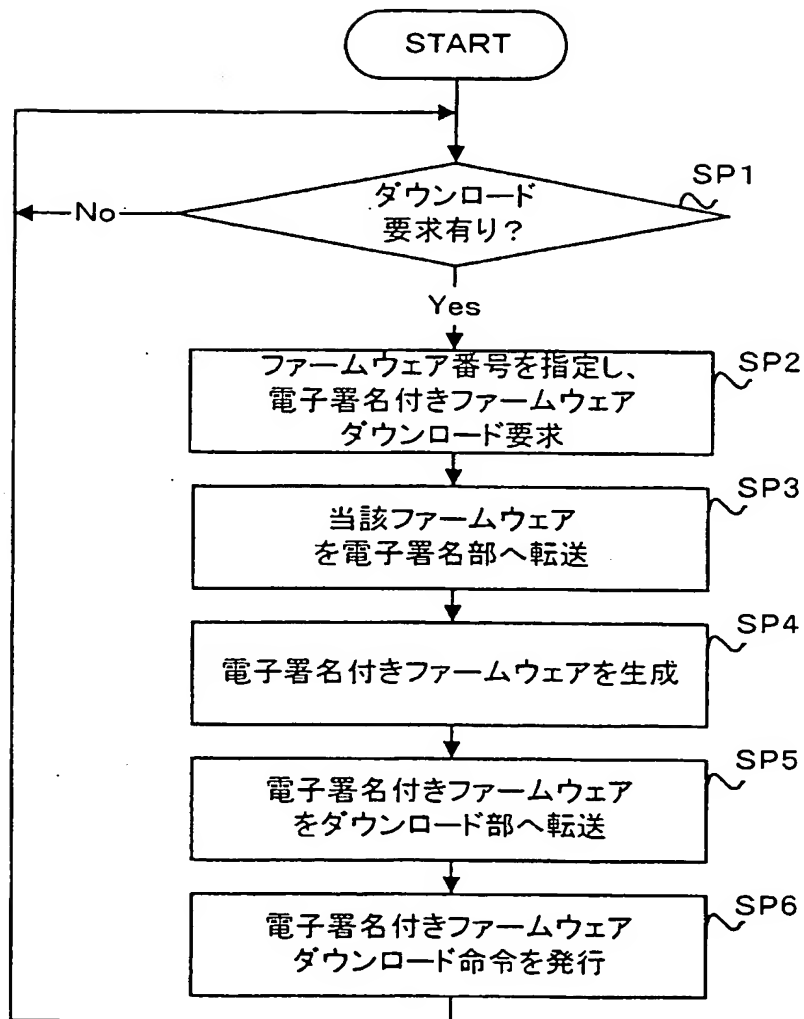 START
ダウンロード
要求有り?
SP1
No
Yes
ファームウェア番号を指定し、
電子署名付きファームウェア
ダウンロード要求
SP2
当該ファームウェア
を電子署名部へ転送
SP3
電子署名付きファームウェアを生成
SP4
電子署名付きファームウェア
をダウンロード部へ転送
SP5
電子署名付きファームウェア
ダウンロード命令を発行
SP6